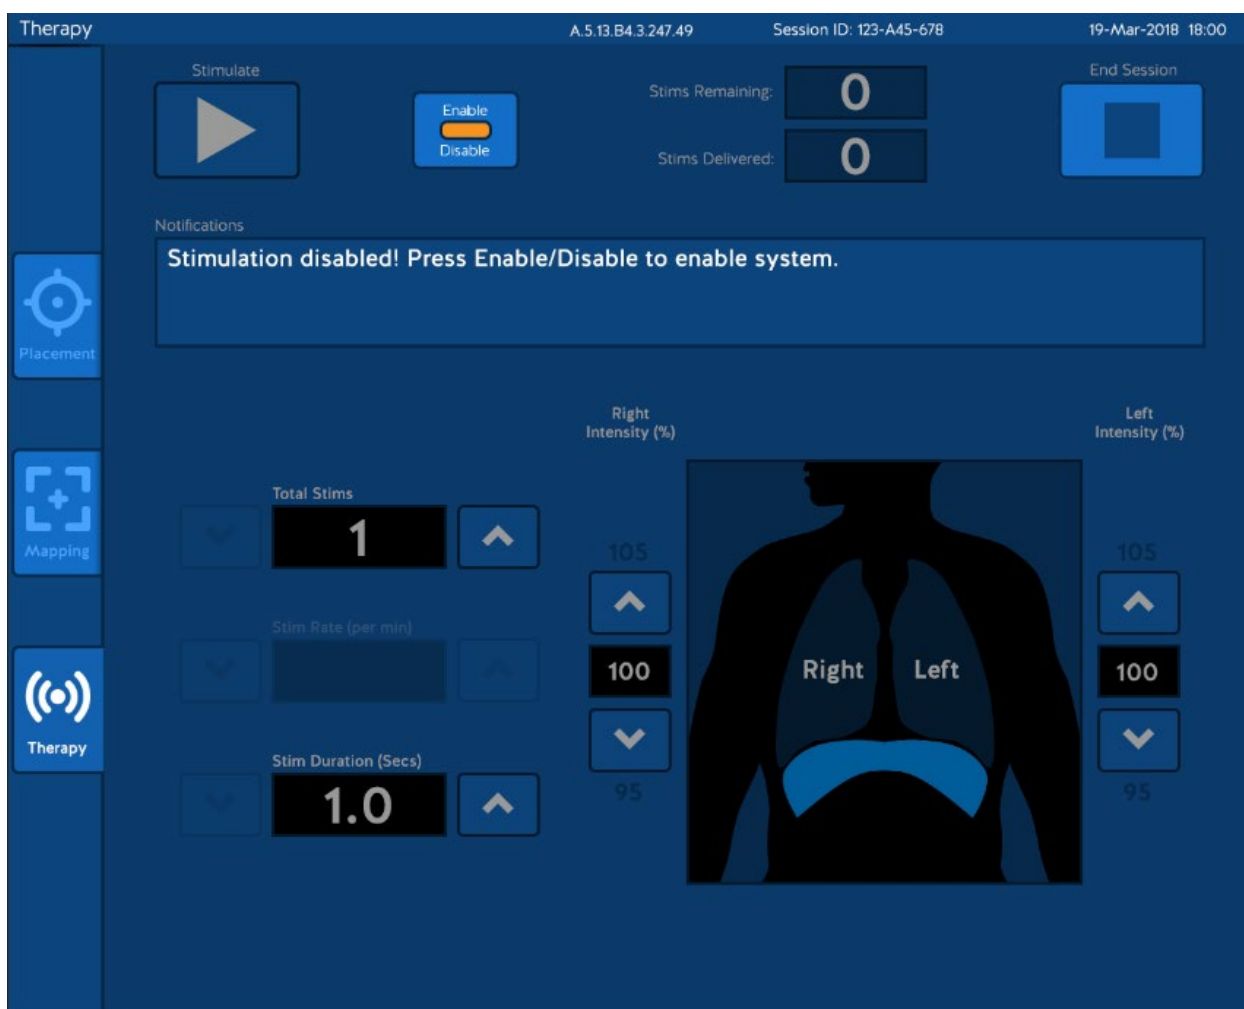 Therapy
A.5.13.B4.3.247.49
Session ID: 123-A45-678
19-Mar-2018 18:00
Stimulate
Enable
Disable
Stims Remaining:
0
Stims Delivered:
0
End Session
Notifications
Stimulation disabled! Press Enable/Disable to enable system.
Placement
Mapping
Therapy
Total Stims
1
Stim Rate (per min)
Stim Duration (Secs)
1.0
Right
Intensity (%)
105
100
95
Right
Left
Left
Intensity (%)
105
100
95